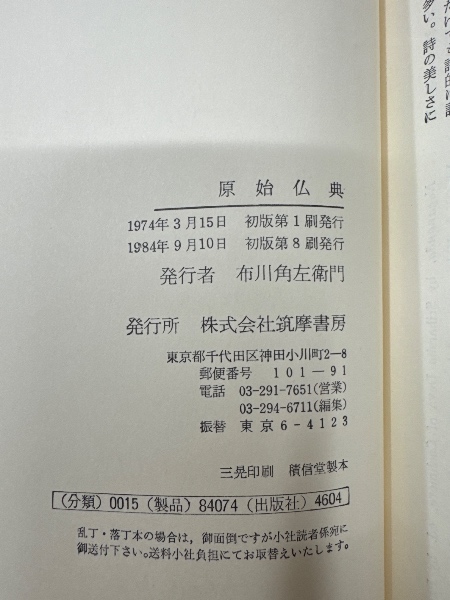 多い。詩の美しさに
原始仏典
1974年3月15日 初版第1刷発行
1984年9月10日 初版第8刷発行
発行者 布川角左衛門
発行所 株式会社筑摩書房
東京都千代田区神田小川町2−8
郵便番号 101−91
電話 03-291-7651(営業)
03-294-6711(編集)
振替 東京6−4123
三晃印刷 積信堂製本
(分類) 0015 (製品) 84074 (出版社) 4604
乱丁・落丁本の場合は,御面倒ですが小社読者係宛に
御送付下さい。送料小社負担にてお取替えいたします。